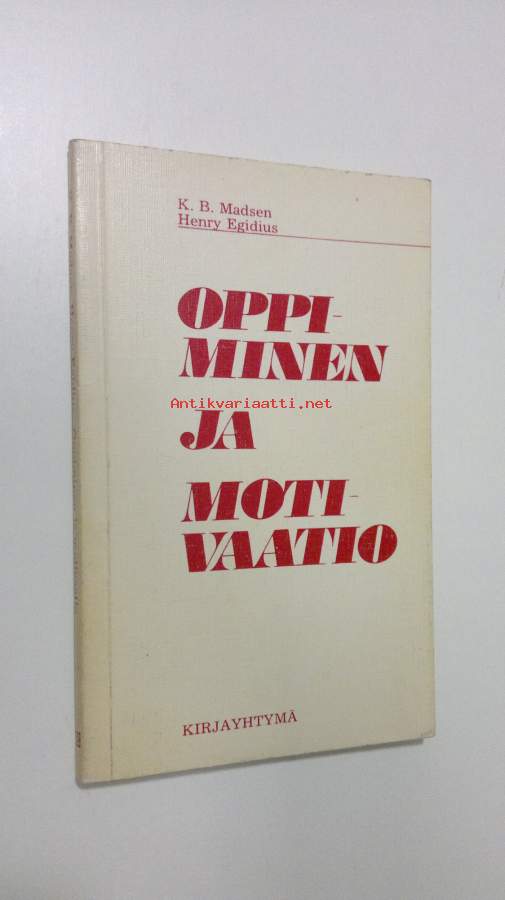 K. B. Madsen
Henry Egidius
OPPI-
MINEN
Antikvariaatti.net
JA
MOTI-
VAATIO
KIRJAYHTYMÄ